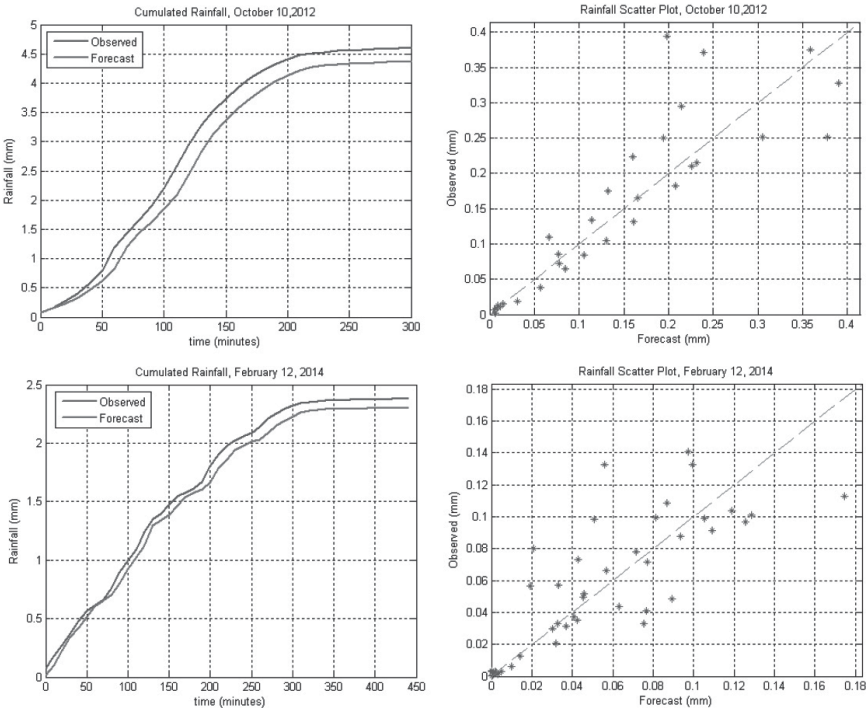 Cumulated Rainfall, October 10,2012
Observed
Forecast
Rainfall (mm)
5
4.5
4
3.5
3
2.5
2
1.5
1
0.5
0
0 50 100 150 200 250 300
time (minutes)
Rainfall Scatter Plot, October 10,2012
Observed (mm)
0.4
0.35
0.3
0.25
0.2
0.15
0.1
0.05
0
0 0.05 0.1 0.15 0.2 0.25 0.3 0.35 0.4
Forecast (mm)
Cumulated Rainfall, February 12, 2014
Observed
Forecast
Rainfall (mm)
2.5
2
1.5
1
0.5
0
0 50 100 150 200 250 300 350 400 450
time (minutes)
Rainfall Scatter Plot, February 12, 2014
Observed (mm)
0.18
0.16
0.14
0.12
0.1
0.08
0.06
0.04
0.02
0
0 0.02 0.04 0.06 0.08 0.1 0.12 0.14 0.16 0.18
Forecast (mm)